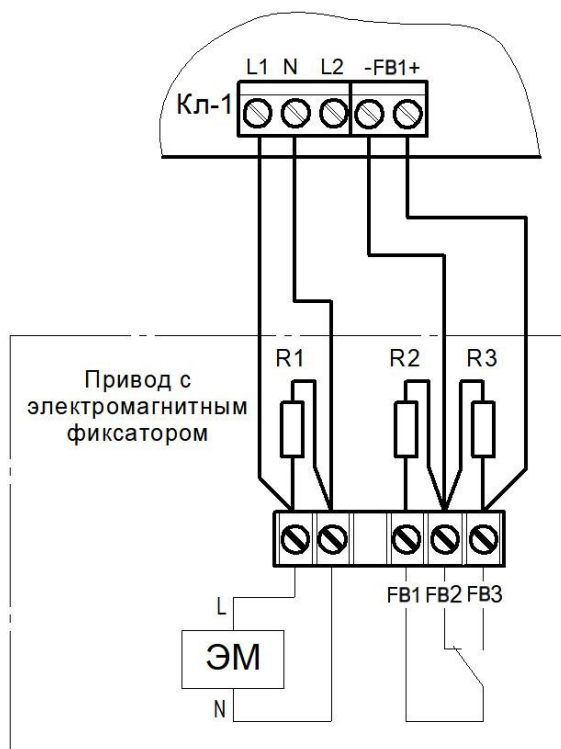 L1 N L2 -FB1+
Кл-1
R1 R2 R3
Привод с
электромагнитным
фиксатором
FB1 FB2 FB3
L
ЭМ
N